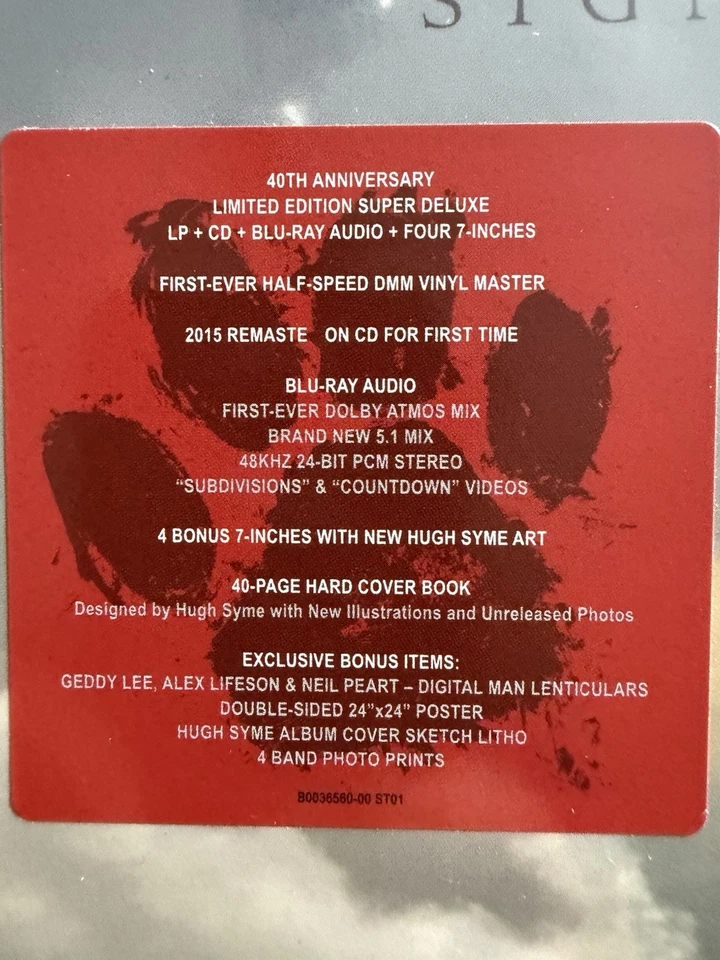 SIGN
40TH ANNIVERSARY
LIMITED EDITION SUPER DELUXE
LP + CD + BLU-RAY AUDIO + FOUR 7-INCHES
FIRST-EVER HALF-SPEED DMM VINYL MASTER
2015 REMASTE ON CD FOR FIRST TIME
BLU-RAY AUDIO
FIRST-EVER DOLBY ATMOS MIX
BRAND NEW 5.1 MIX
48KHZ 24-BIT PCM STEREO
“SUBDIVISIONS” & “COUNTDOWN” VIDEOS
4 BONUS 7-INCHES WITH NEW HUGH SYME ART
40-PAGE HARD COVER BOOK
Designed by Hugh Syme with New Illustrations and Unreleased Photos
EXCLUSIVE BONUS ITEMS:
GEDDY LEE, ALEX LIFESON & NEIL PEART – DIGITAL MAN LENTICULARS
DOUBLE-SIDED 24”x24” POSTER
HUGH SYME ALBUM COVER SKETCH LITHO
4 BAND PHOTO PRINTS
B0036560-00 ST01